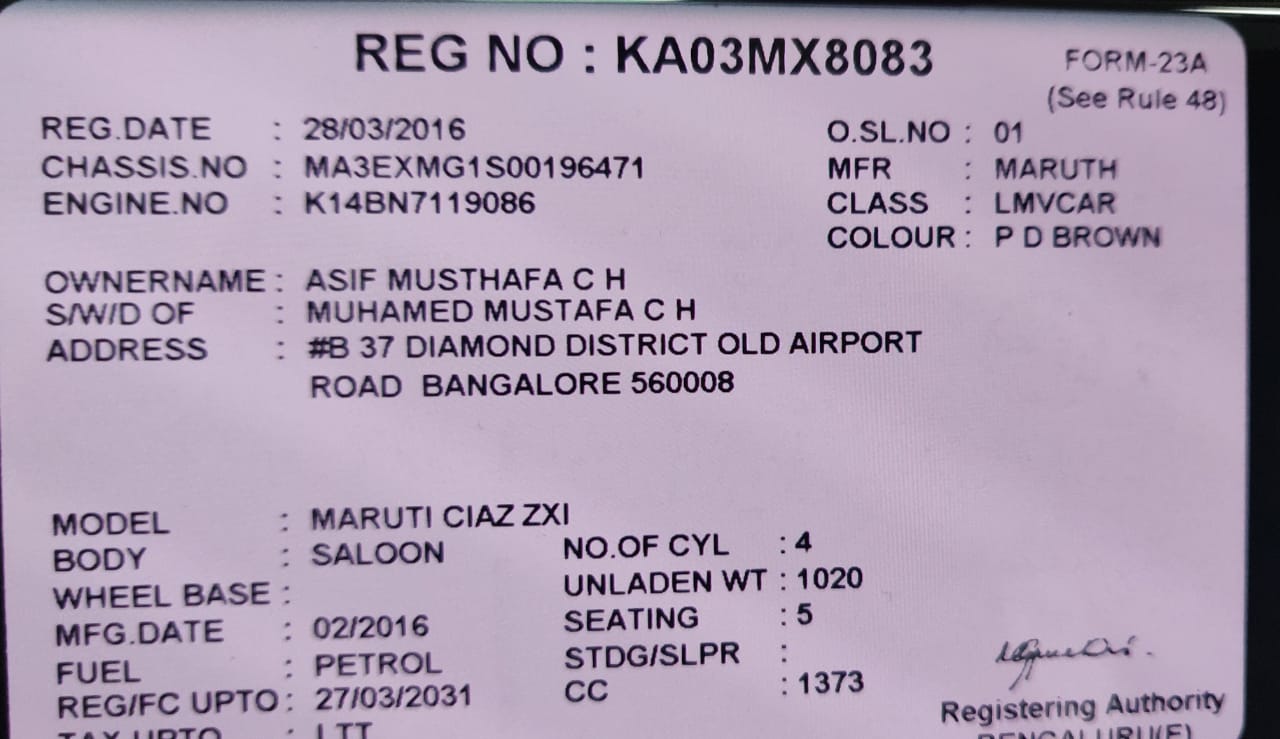 REG NO : KA03MX8083
FORM-23A
(See Rule 48)
REG.DATE : 28/03/2016
O.SL.NO : 01
CHASSIS.NO : MA3EXMG1S00196471
MFR : MARUTH
ENGINE.NO : K14BN7119086
CLASS : LMVCAR
COLOUR : P D BROWN
OWNERNAME : ASIF MUSTHAFA C H
S/W/D OF : MUHAMED MUSTAFA C H
ADDRESS : #B 37 DIAMOND DISTRICT OLD AIRPORT
ROAD BANGALORE 560008
MODEL : MARUTI CIAZ ZXI
BODY : SALOON
NO.OF CYL : 4
WHEEL BASE :
UNLADEN WT : 1020
MFG.DATE : 02/2016
SEATING : 5
FUEL : PETROL
STDG/SLPR :
REG/FC UPTO : 27/03/2031
CC : 1373
Registering Authority
TAX UPTO : LTT
BENGALURU(E)